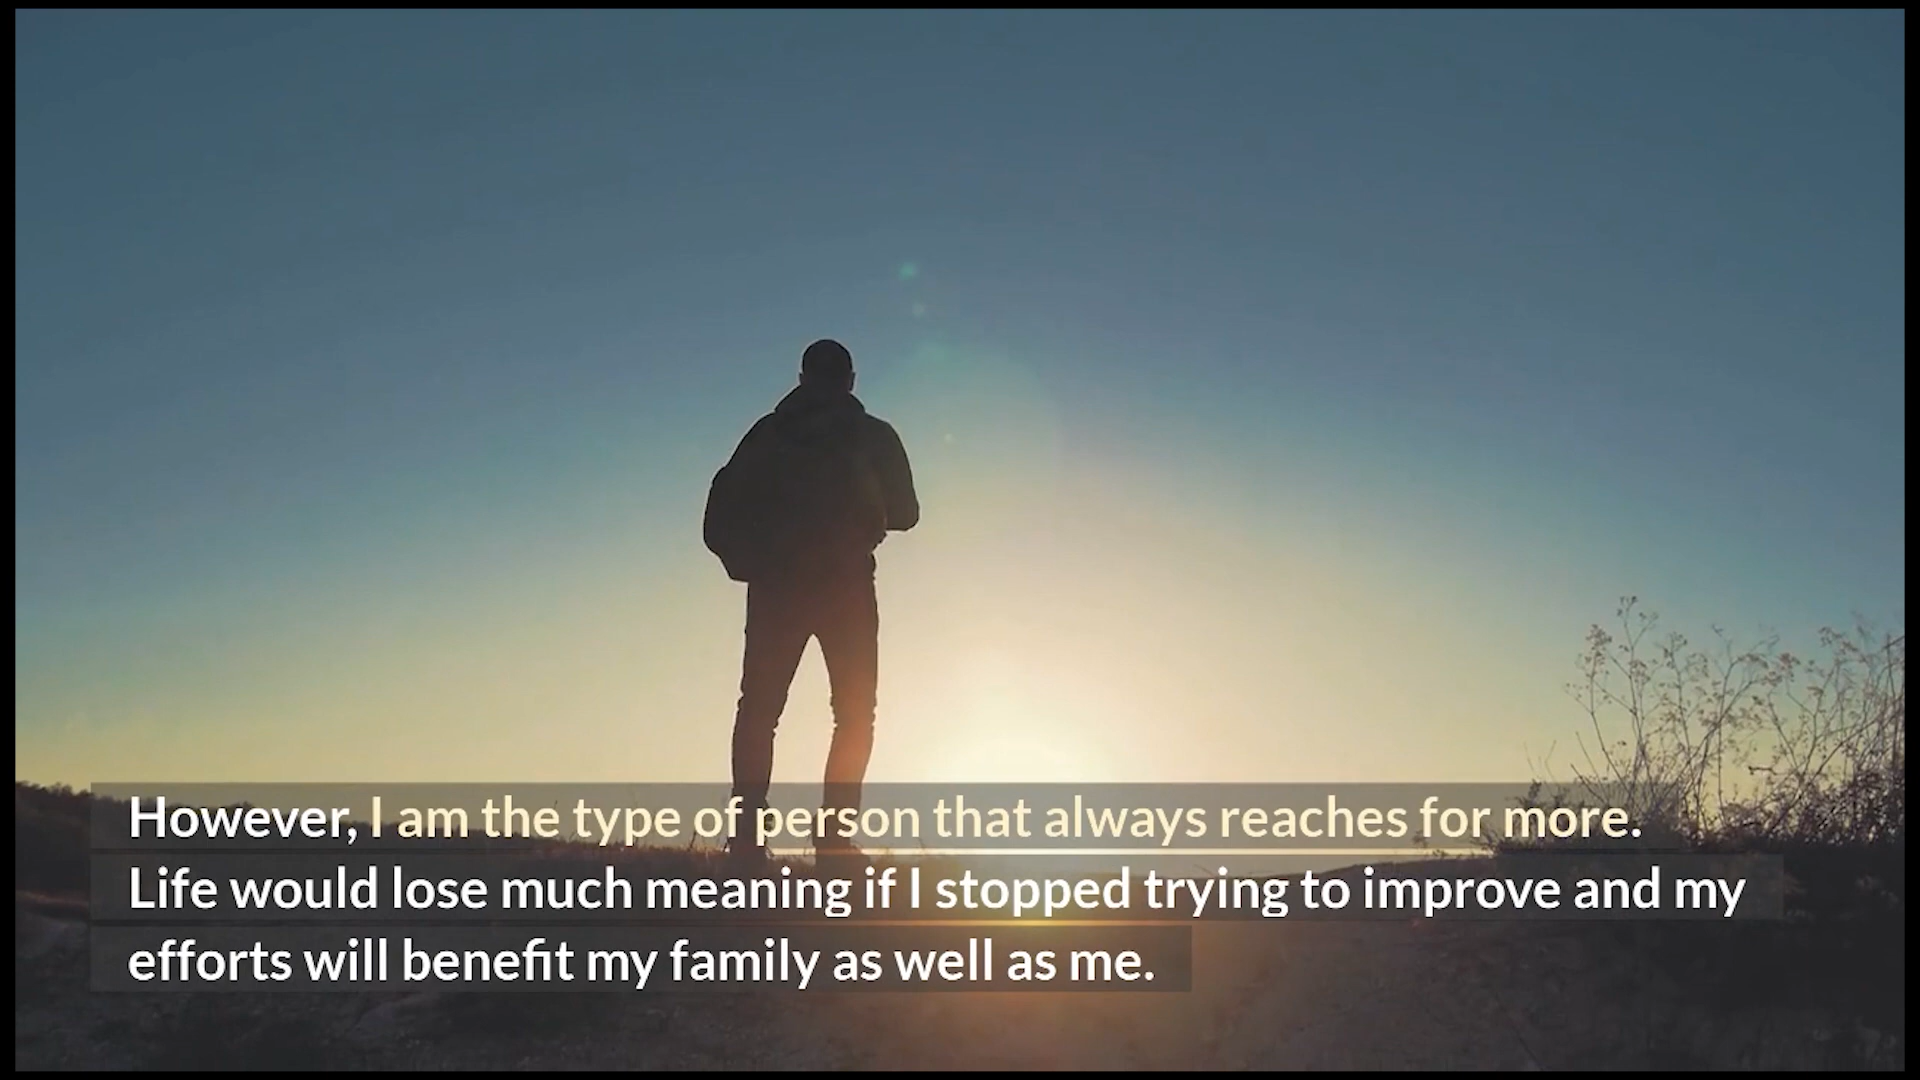 However, I am the type of person that always reaches for more.
Life would lose much meaning if I stopped trying to improve and my
efforts will benefit my family as well as me.